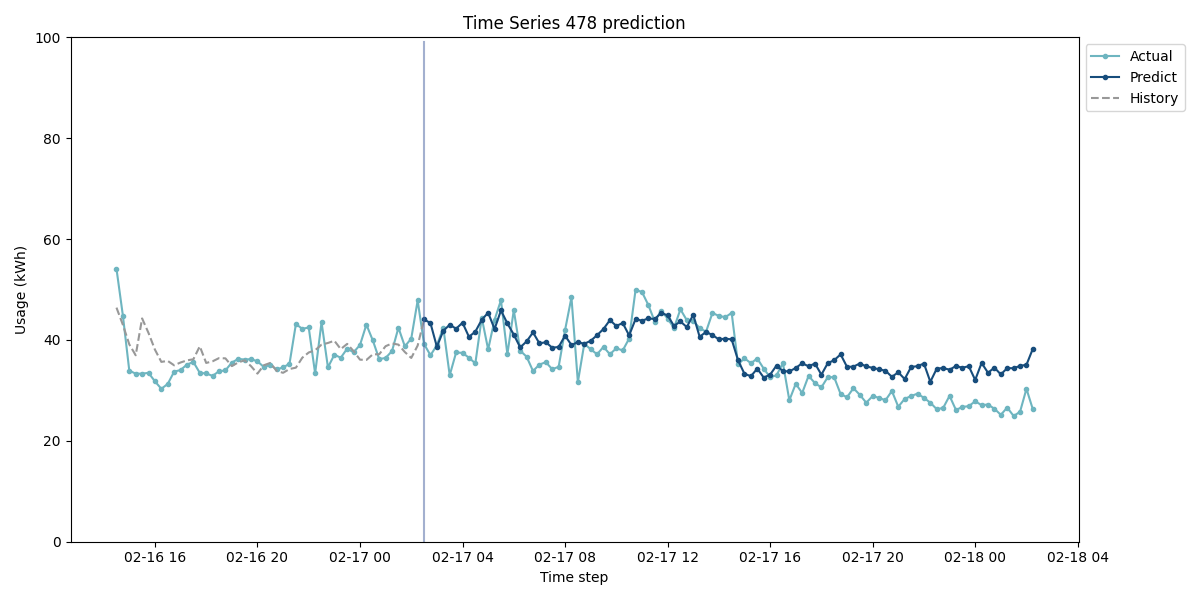 Time Series 478 prediction
100
80
60
40
20
0
Usage (kWh)
02-16 16
02-16 20
02-17 00
02-17 04
02-17 08
02-17 12
02-17 16
02-17 20
02-18 00
02-18 04
Time step
Actual
Predict
History